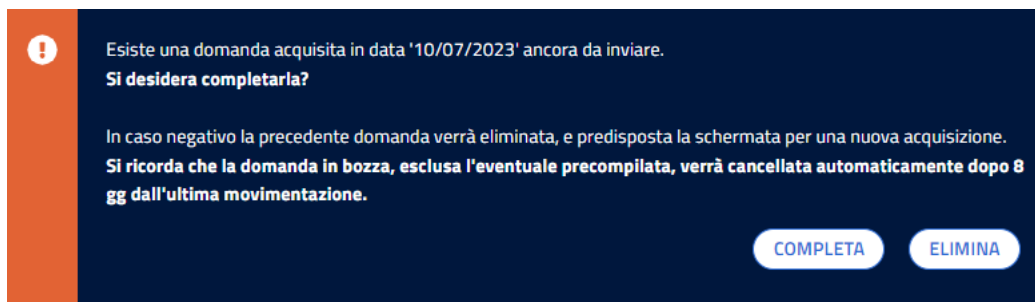 Esiste una domanda acquisita in data '10/07/2023' ancora da inviare.
Si desidera completarla?
In caso negativo la precedente domanda verrà eliminata, e predisposta la schermata per una nuova acquisizione.
Si ricorda che la domanda in bozza, esclusa l'eventuale precompilata, verrà cancellata automaticamente dopo 8
gg dall'ultima movimentazione.
COMPLETA ELIMINA